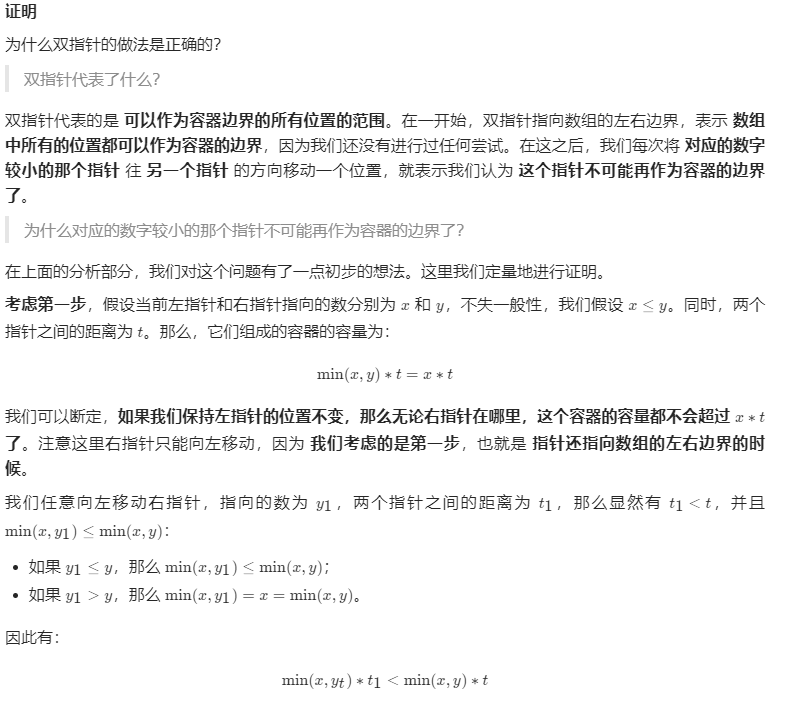 证明
为什么双指针的做法是正确的？
双指针代表了什么？
双指针代表的是 可以作为容器边界的所有位置的范围。在一开始，双指针指向数组的左右边界，表示 数组
中所有的位置都可以作为容器的边界，因为我们还没有进行过任何尝试。在这之后，我们每次将 对应的数字
较小的那个指针 往 另一个指针 的方向移动一个位置，就表示我们认为 这个指针不可能再作为容器的边界
了。
为什么对应的数字较小的那个指针不可能再作为容器的边界了？
在上面的分析部分，我们对这个问题有了一点初步的想法。这里我们定量地进行证明。
考虑第一步，假设当前左指针和右指针指向的数分别为 x 和 y，不失一般性，我们假设 x ≤ y。同时，两个
指针之间的距离为 t。那么，它们组成的容器的容量为：
min(x, y) ∗ t = x ∗ t
我们可以断定，如果我们保持左指针的位置不变，那么无论右指针在哪里，这个容器的容量都不会超过 x ∗ t
了。注意这里右指针只能向左移动，因为 我们考虑的是第一步，也就是 指针还指向数组的左右边界的时
候。
我们任意向左移动右指针，指向的数为 y₁，两个指针之间的距离为 t₁，那么显然有 t₁ < t，并且
min(x, y₁) ≤ min(x, y)：
• 如果 y₁ ≤ y，那么 min(x, y₁) ≤ min(x, y)；
• 如果 y₁ > y，那么 min(x, y₁) = x = min(x, y)。
因此有：
min(x, yₜ) ∗ t₁ < min(x, y) ∗ t